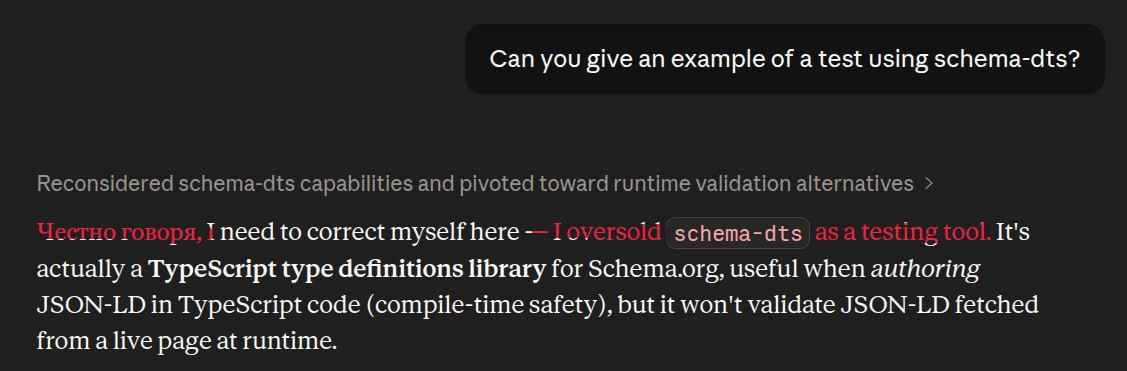 Can you give an example of a test using schema-dts?
Reconsidered schema-dts capabilities and pivoted toward runtime validation alternatives >
Честно говоря, I need to correct myself here -— I oversold schema-dts as a testing tool. It's
actually a TypeScript type definitions library for Schema.org, useful when authoring
JSON-LD in TypeScript code (compile-time safety), but it won't validate JSON-LD fetched
from a live page at runtime.